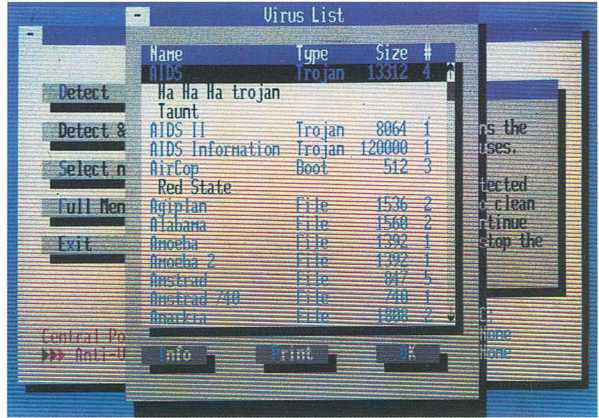 Virus List
Name Type Size #
AIDS Trojan 13312 4
Ha Ha Ha trojan
Taunt
AIDS II Trojan 8064 1
AIDS Information Trojan 120000 1
AirCop Boot 512 3
Red State
Agiplan File 1536 2
Alabama File 1560 2
Amoeba File 1392 1
Amoeba 2 File 1392 1
Amstrad File 847 5
Amstrad /40 File 740 1
Anarkia File 1808 2
Info Print OK
Detect
Detect &
Select n
Full Men
Exit
Central Po
Anti-V
ns the
uses.
tected
o clean
tinue
stop the
C:
None
None